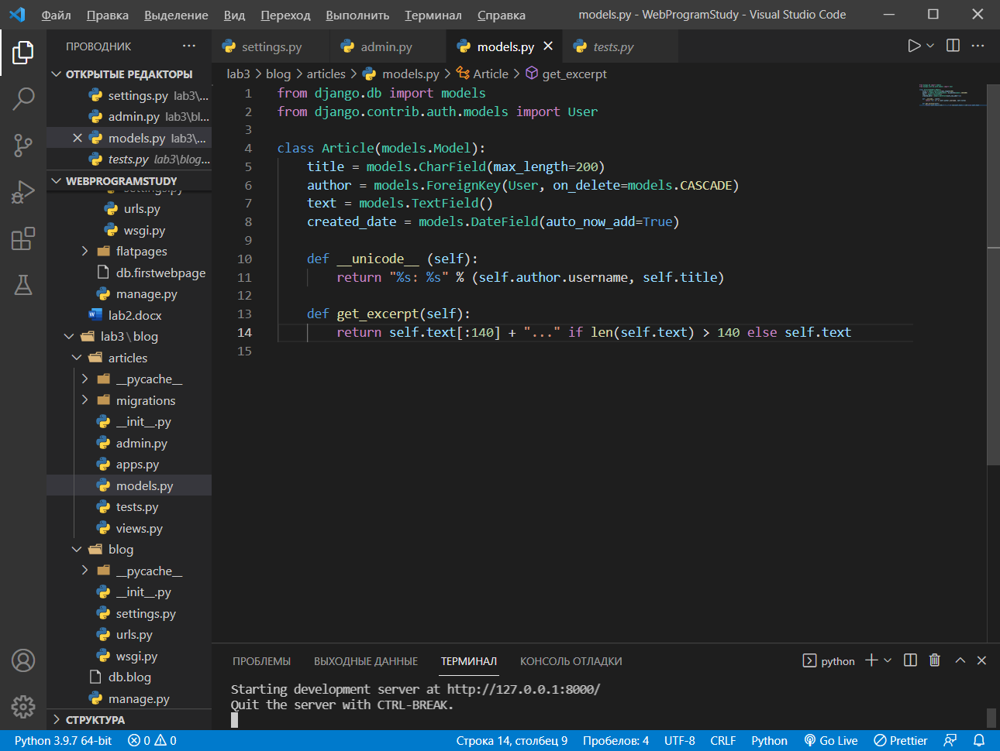 Файл Правка Выделение Вид Переход Выполнить Терминал Справка models.py - WebProgramStudy - Visual Studio Code
ПРОВОДНИК
ОТКРЫТЫЕ РЕДАКТОРЫ
settings.py lab3\...
admin.py lab3\bl...
models.py lab3\...
tests.py lab3\blog...
WEBPROGRAMSTUDY
settings.py
urls.py
wsgi.py
flatpages
db.firstwebpage
manage.py
lab2.docx
lab3\blog
articles
__pycache__
migrations
__init__.py
admin.py
apps.py
models.py
tests.py
views.py
blog
__pycache__
__init__.py
settings.py
urls.py
wsgi.py
db.blog
manage.py
СТРУКТУРА
settings.py admin.py models.py tests.py
lab3 > blog > articles > models.py > Article > get_excerpt
1 from django.db import models
2 from django.contrib.auth.models import User
3
4 class Article(models.Model):
5 title = models.CharField(max_length=200)
6 author = models.ForeignKey(User, on_delete=models.CASCADE)
7 text = models.TextField()
8 created_date = models.DateField(auto_now_add=True)
9
10 def __unicode__ (self):
11 return "%s: %s" % (self.author.username, self.title)
12
13 def get_excerpt(self):
14 return self.text[:140] + "..." if len(self.text) > 140 else self.text
15
ПРОБЛЕМЫ ВЫХОДНЫЕ ДАННЫЕ ТЕРМИНАЛ КОНСОЛЬ ОТЛАДКИ python
Starting development server at http://127.0.0.1:8000/
Quit the server with CTRL-BREAK.
Python 3.9.7 64-bit 0 0 Строка 14, столбец 9 Пробелов: 4 UTF-8 CRLF Python Go Live Prettier